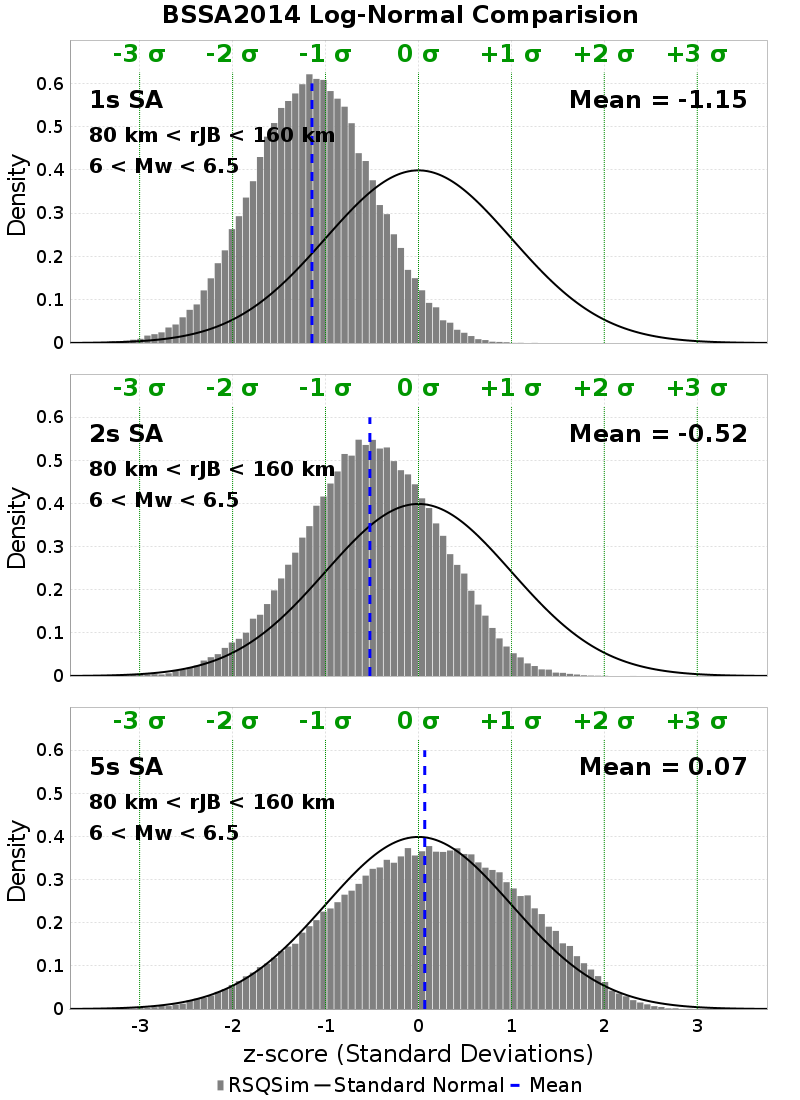 BSSA2014 Log-Normal Comparision
-3 σ -2 σ -1 σ 0 σ +1 σ +2 σ +3 σ
1s SA Mean = -1.15
80 km < rJB < 160 km
6 < Mw < 6.5
Density
0.6
0.5
0.4
0.3
0.2
0.1
0
-3 σ -2 σ -1 σ 0 σ +1 σ +2 σ +3 σ
2s SA Mean = -0.52
80 km < rJB < 160 km
6 < Mw < 6.5
Density
0.6
0.5
0.4
0.3
0.2
0.1
0
-3 σ -2 σ -1 σ 0 σ +1 σ +2 σ +3 σ
5s SA Mean = 0.07
80 km < rJB < 160 km
6 < Mw < 6.5
Density
0.6
0.5
0.4
0.3
0.2
0.1
0
-3 -2 -1 0 1 2 3
z-score (Standard Deviations)
RSQSim Standard Normal Mean